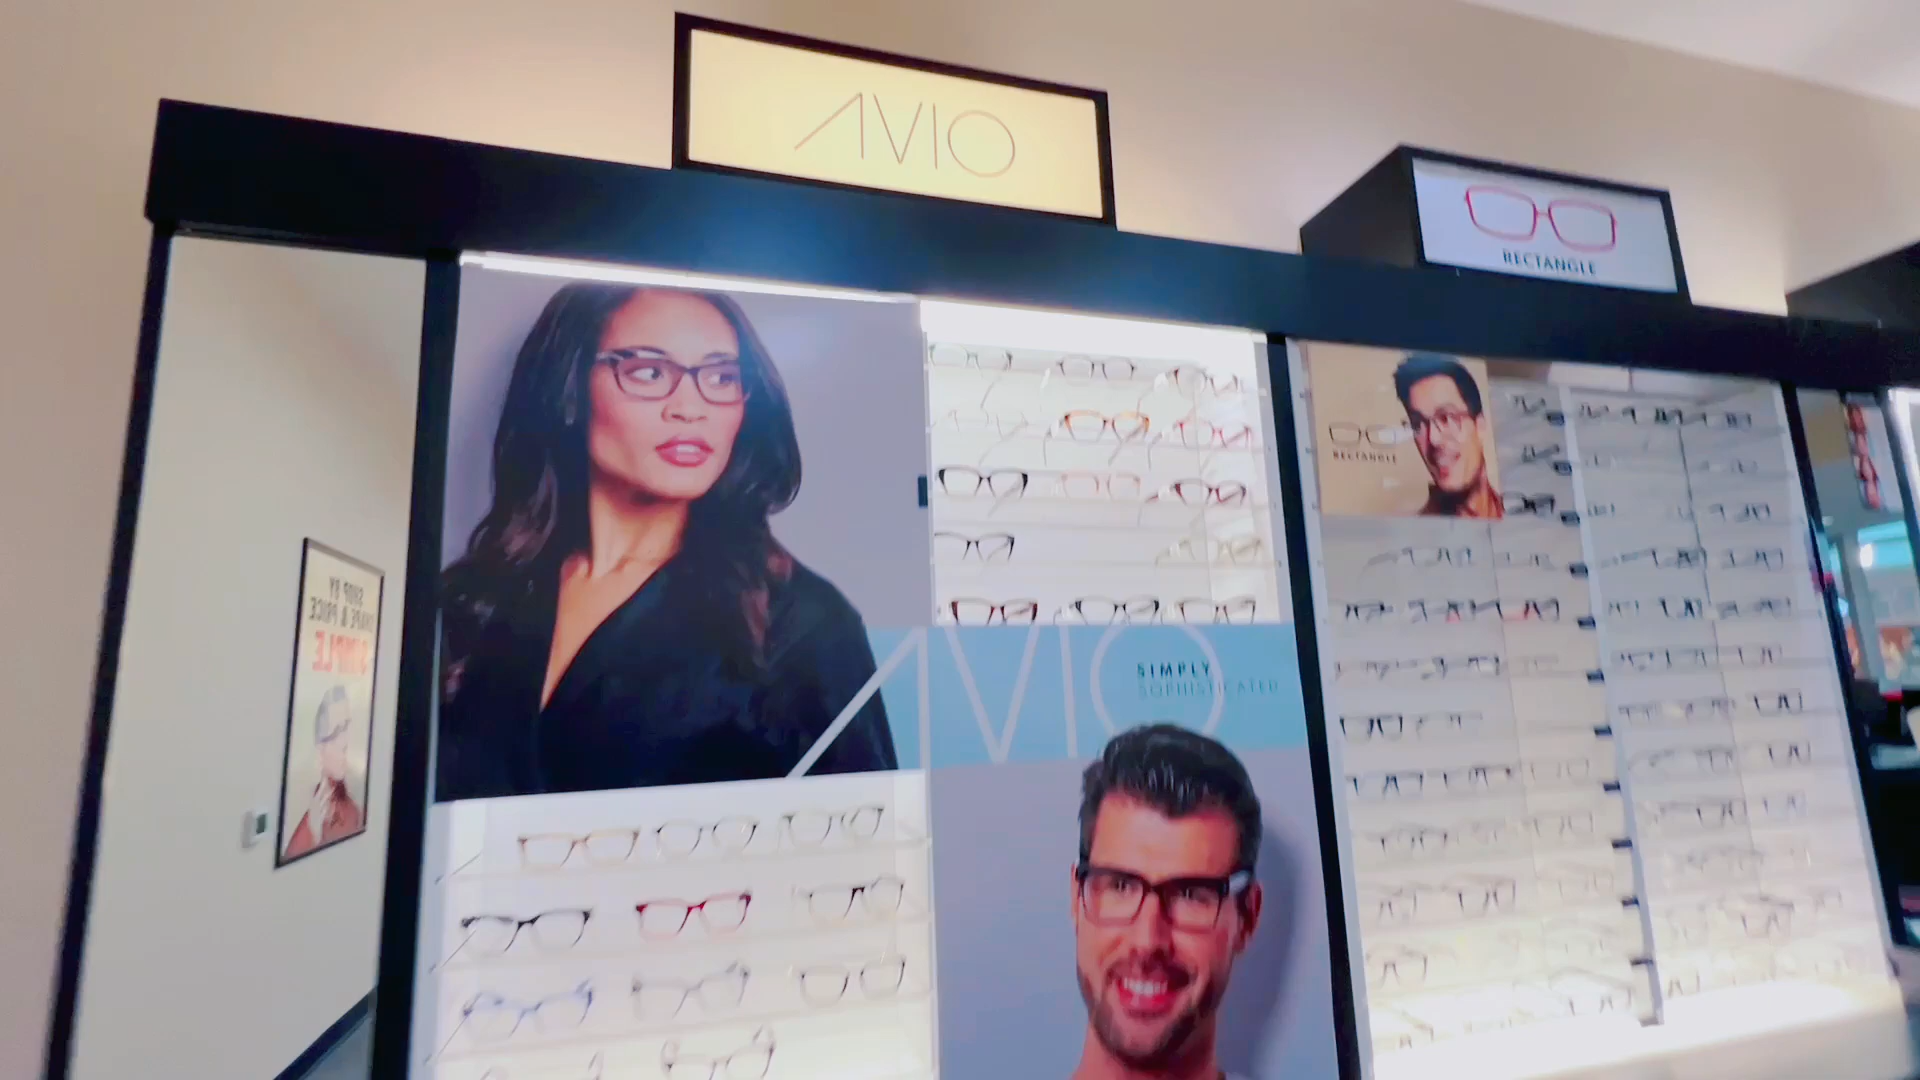 AVIO
RECTANGLE
RECTANGLE
AVIO
SIMPLY
SOPHISTICATED
SHOP BY
SHAPE & PRICE
SIMPLE